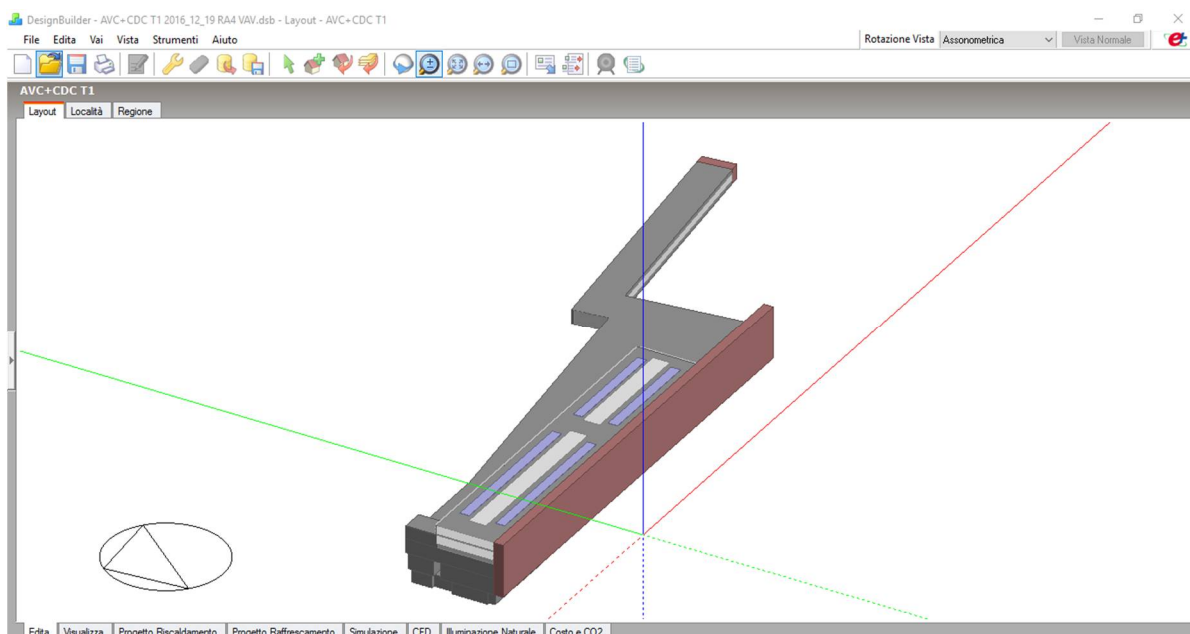 DesignBuilder - AVC+CDC T1 2016_12_19 RA4 VAV.dsb - Layout - AVC+CDC T1
File Edita Vai Vista Strumenti Aiuto
Rotazione Vista Assonometrica Vista Normale
AVC+CDC T1
Layout Località Regione
Edita Visualizza Progetto Riscaldamento Progetto Raffrescamento Simulazione CFD Illuminazione Naturale Costo e CO2